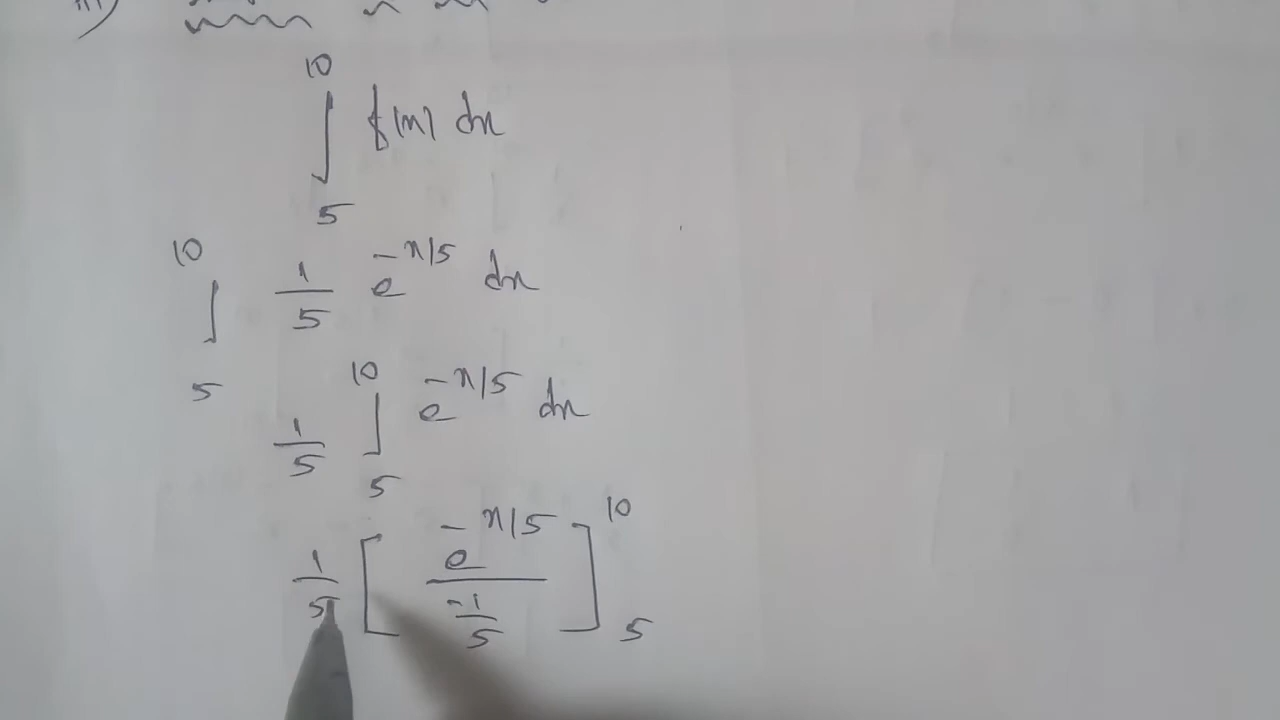 ∫₅¹⁰ f(x) dx
∫₅¹⁰ 1/5 e^(-x/5) dx
1/5 ∫₅¹⁰ e^(-x/5) dx
1/5 [ e^(-x/5) / (-1/5) ]₅¹⁰